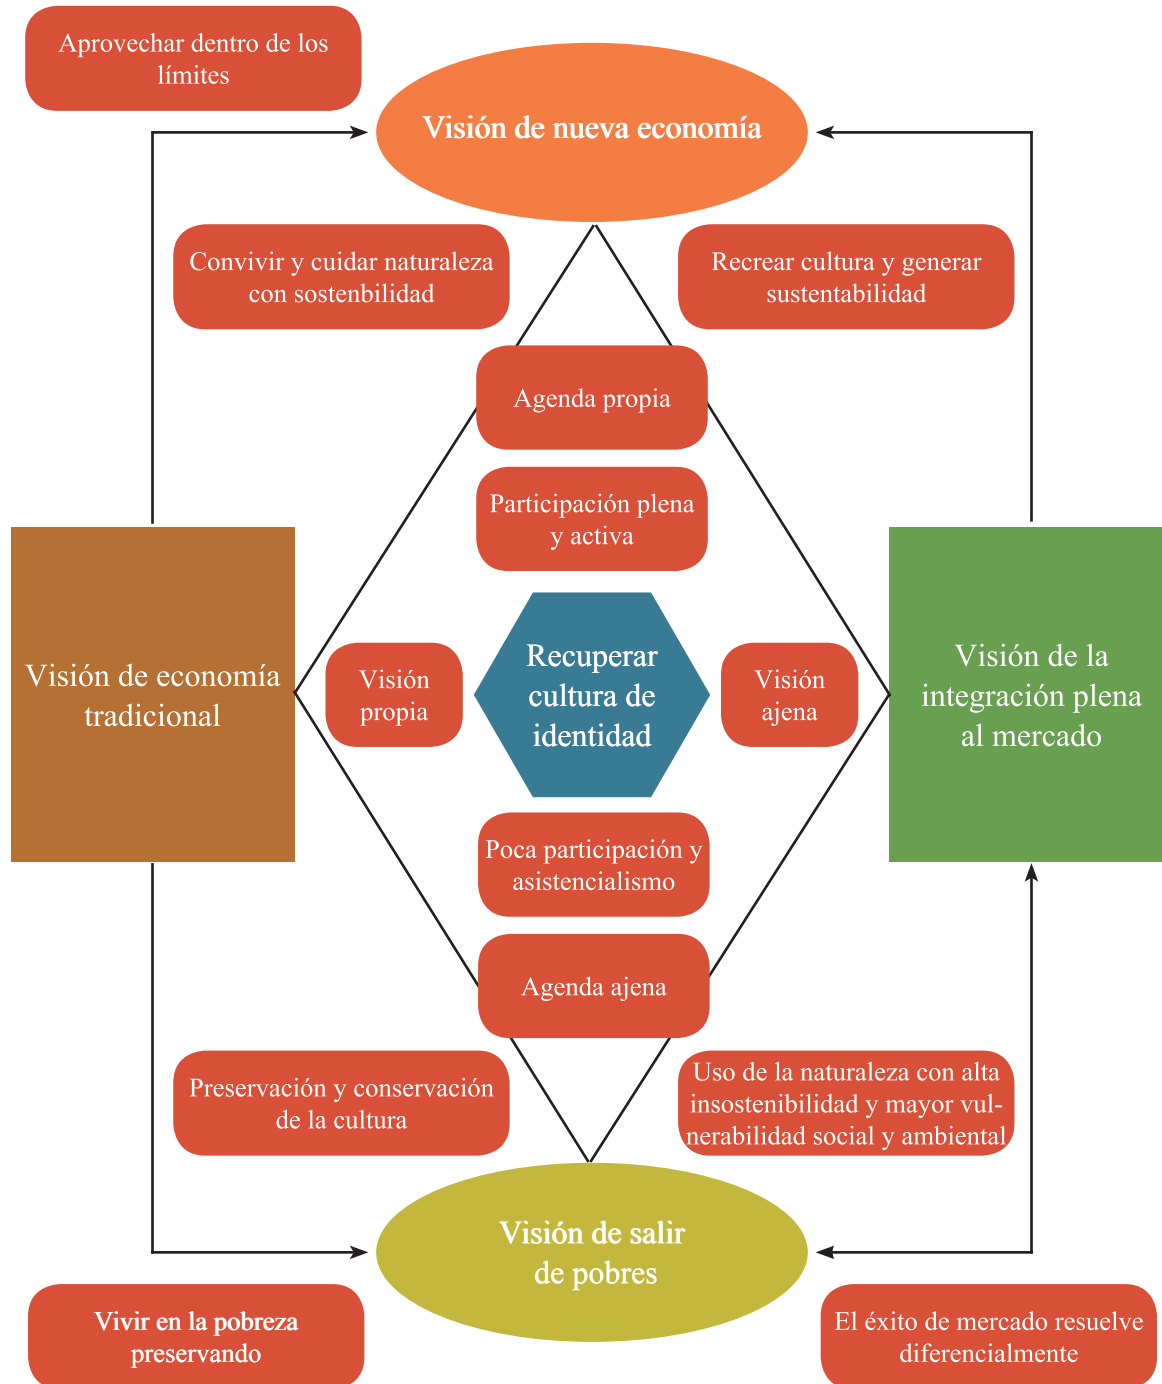 Aprovechar dentro de los
límites
Visión de nueva economía
Convivir y cuidar naturaleza
con sostenbilidad
Recrear cultura y generar
sustentabilidad
Agenda propia
Participación plena
y activa
Visión de economía
tradicional
Visión
propia
Recuperar
cultura de
identidad
Visión
ajena
Visión de la
integración plena
al mercado
Poca participación y
asistencialismo
Agenda ajena
Preservación y conservación
de la cultura
Uso de la naturaleza con alta
insostenibilidad y mayor vul-
nerabilidad social y ambiental
Visión de salir
de pobres
Vivir en la pobreza
preservando
El éxito de mercado resuelve
diferencialmente